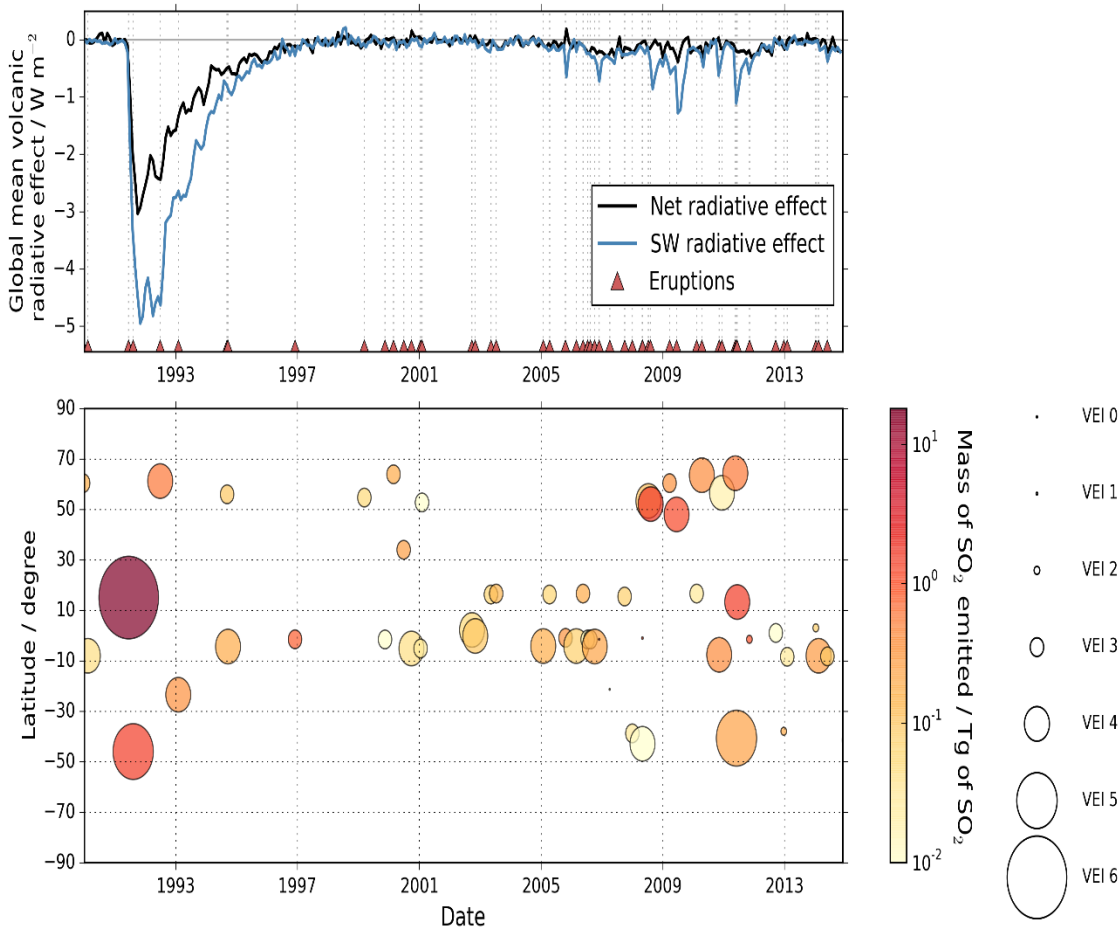 Global mean volcanic
radiative effect / W m⁻²
0
−1
−2
−3
−4
−5
Net radiative effect
SW radiative effect
Eruptions
1993
1997
2001
2005
2009
2013
Latitude / degree
90
70
50
30
10
−10
−30
−50
−70
−90
1993
1997
2001
2005
2009
2013
Date
10¹
10⁰
10⁻¹
10⁻²
Mass of SO₂ emitted / Tg of SO₂
VEI 0
VEI 1
VEI 2
VEI 3
VEI 4
VEI 5
VEI 6